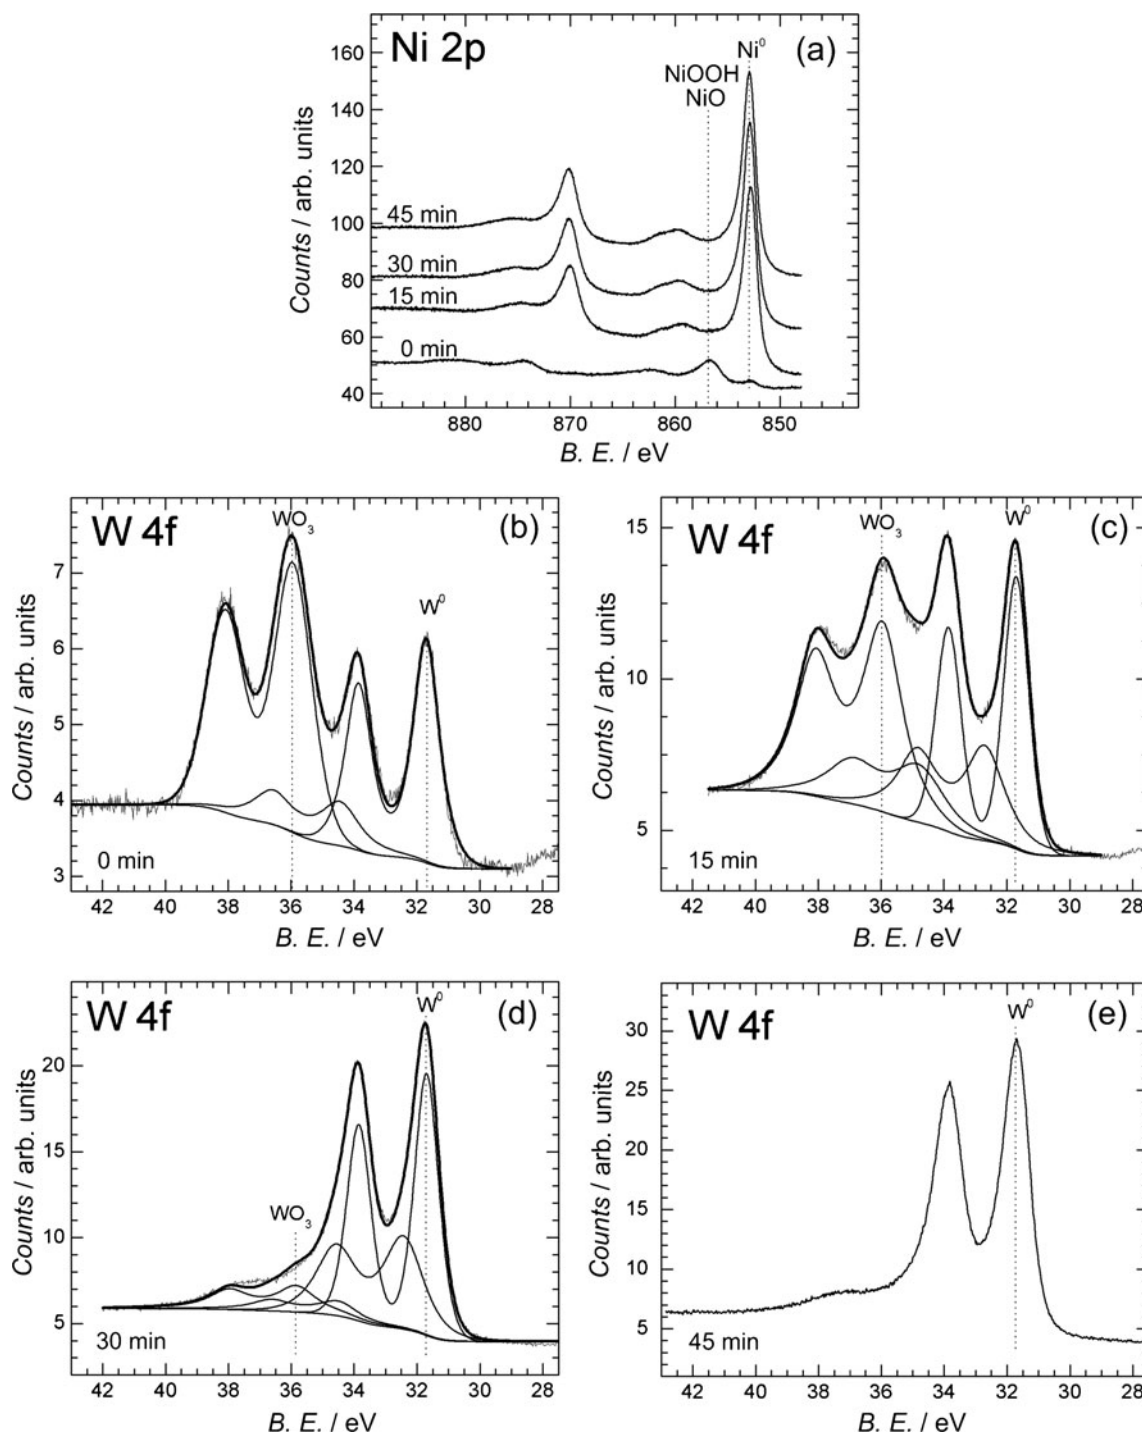 Ni 2p
Ni⁰
(a)
NiOOH
NiO
160
140
120
100
80
60
40
45 min
30 min
15 min
0 min
Counts / arb. units
880 870 860 850
B. E. / eV
W 4f
WO₃
(b)
W⁰
7
6
5
4
3
0 min
Counts / arb. units
42 40 38 36 34 32 30 28
B. E. / eV
W 4f
WO₃
W⁰
(c)
15
10
5
15 min
Counts / arb. units
42 40 38 36 34 32 30 28
B. E. / eV
W 4f
W⁰
(d)
WO₃
20
15
10
5
30 min
Counts / arb. units
42 40 38 36 34 32 30 28
B. E. / eV
W 4f
W⁰
(e)
30
25
20
15
10
5
45 min
Counts / arb. units
42 40 38 36 34 32 30 28
B. E. / eV